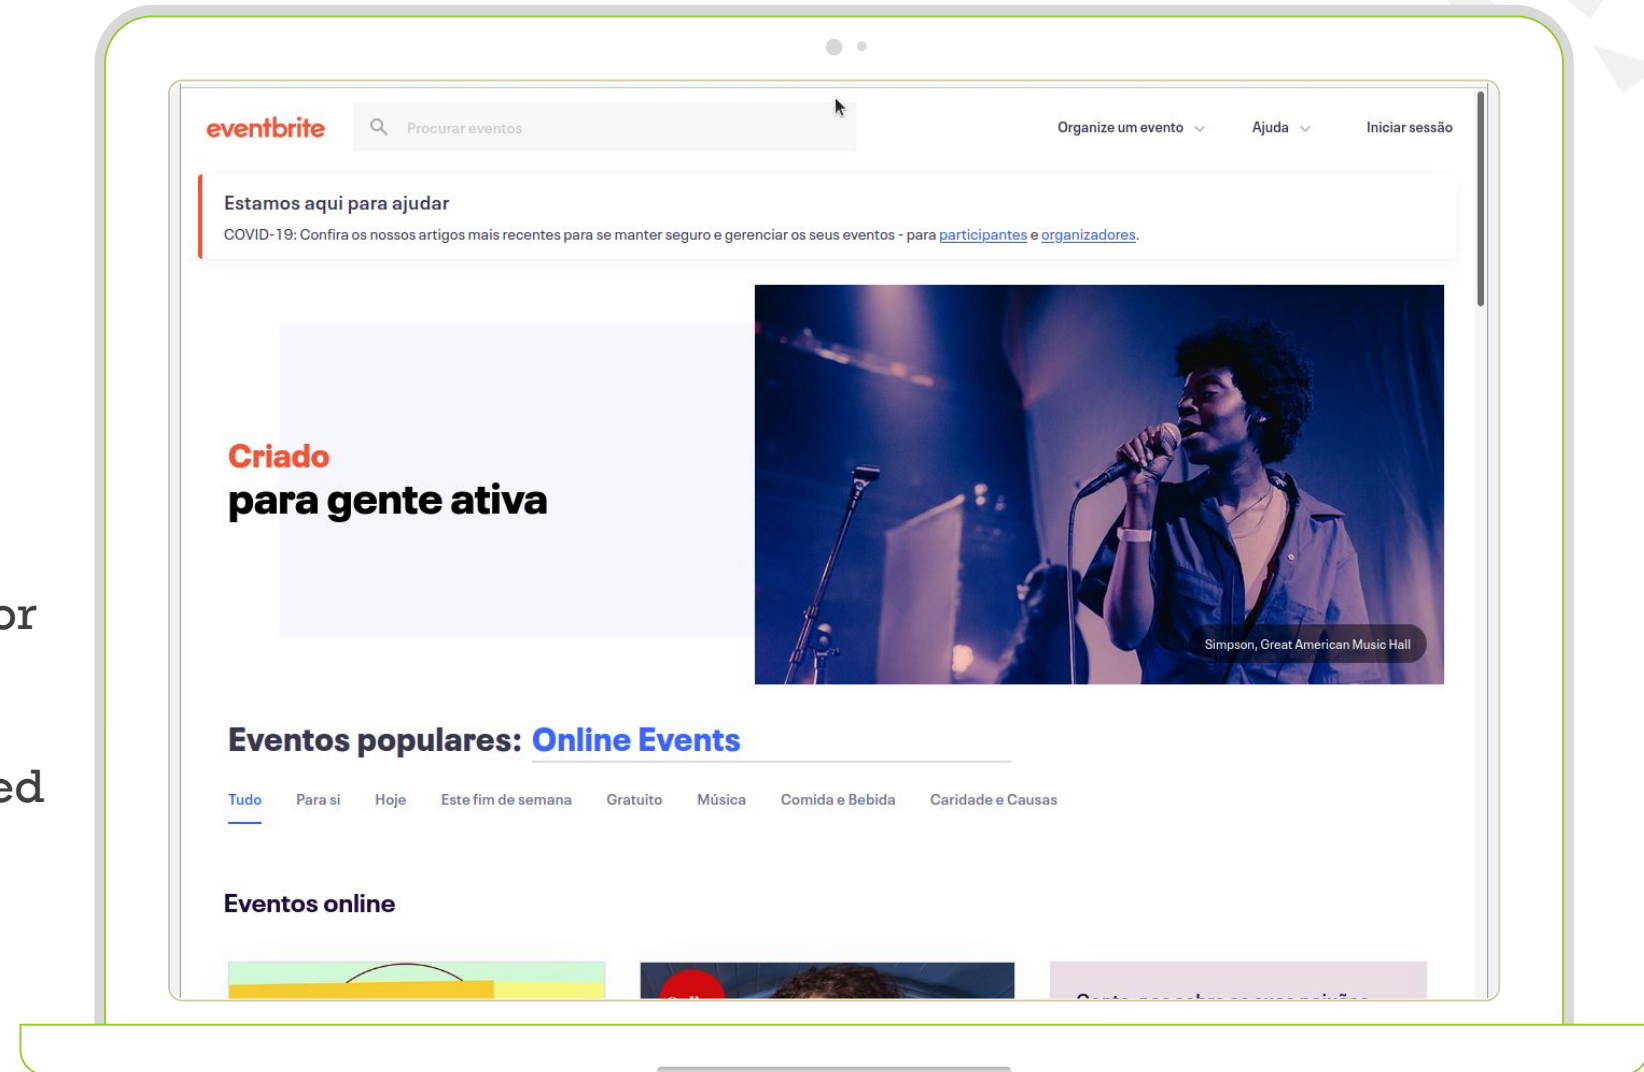 eventbrite
Procurar eventos
Organize um evento
Ajuda
Iniciar sessão
Estamos aqui para ajudar
COVID-19: Confira os nossos artigos mais recentes para se manter seguro e gerenciar os seus eventos - para participantes e organizadores.
Criado
para gente ativa
or
Simpson, Great American Music Hall
Eventos populares: Online Events
ed
Tudo Para si Hoje Este fim de semana Gratuito Música Comida e Bebida Caridade e Causas
Eventos online